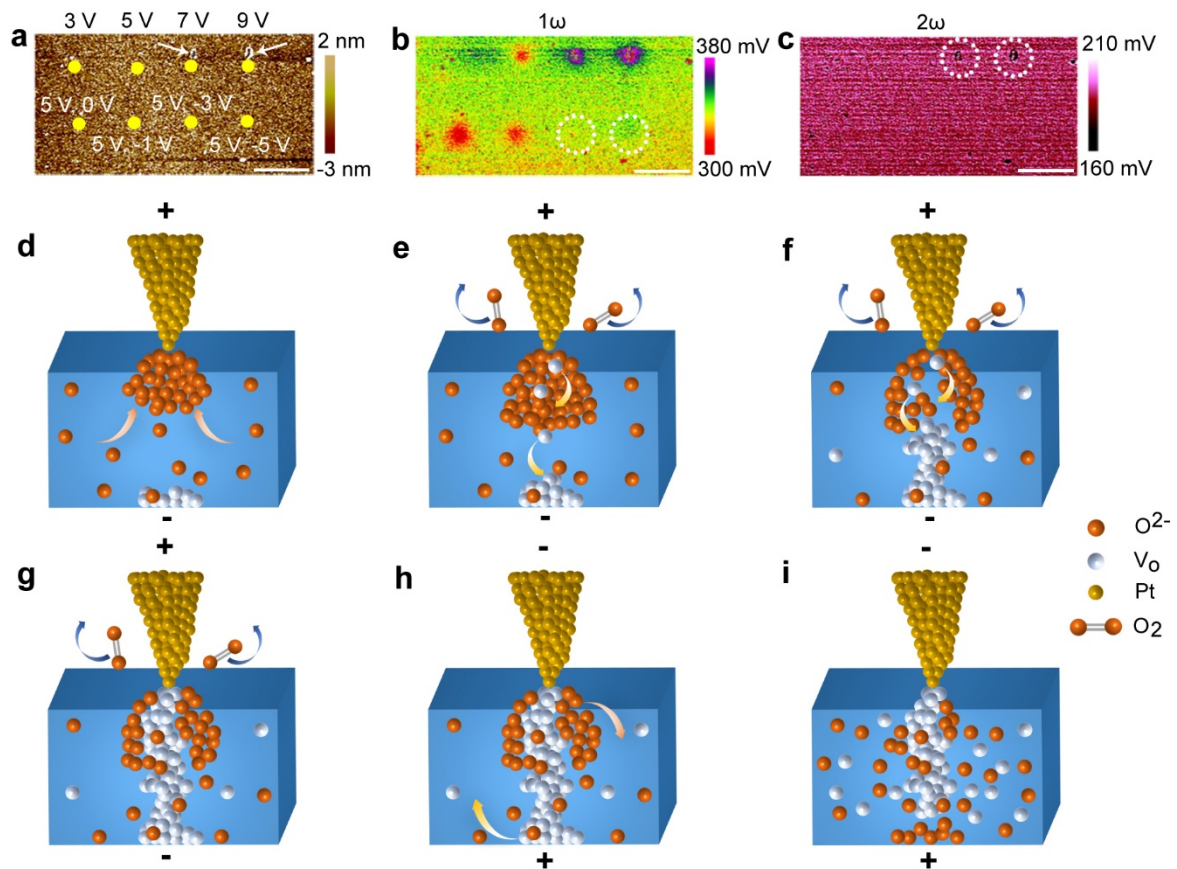 3 V 5 V 7 V 9 V
1ω
2ω
a
2 nm
5 V, 0 V 5 V, -3 V
5 V, -1 V 5 V, -5 V
-3 nm
b
380 mV
300 mV
c
210 mV
160 mV
+
+
+
d
e
f
-
-
-
+
-
-
g
h
i
-
+
+
O2-
Vo
Pt
O2